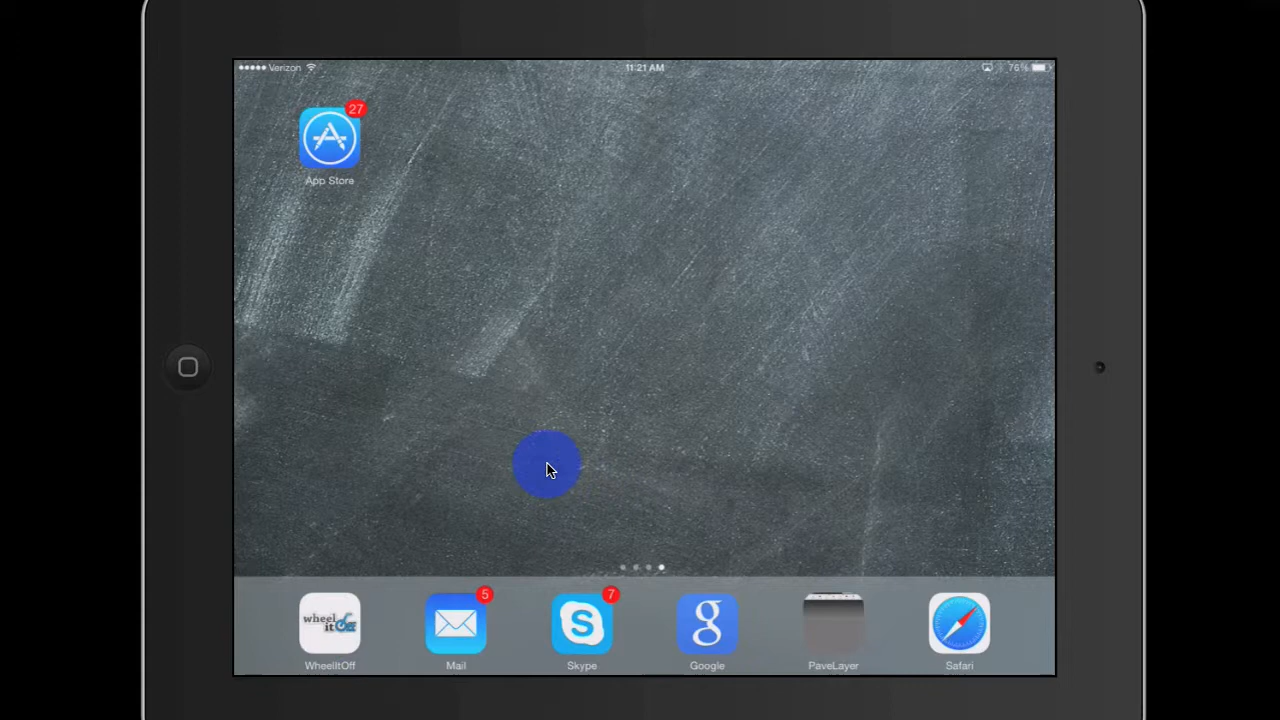 Verizon 11:21 AM 76%
27
App Store
wheel
it Off
5
7
S
g
WheelItOff Mail Skype Google PaveLayer Safari